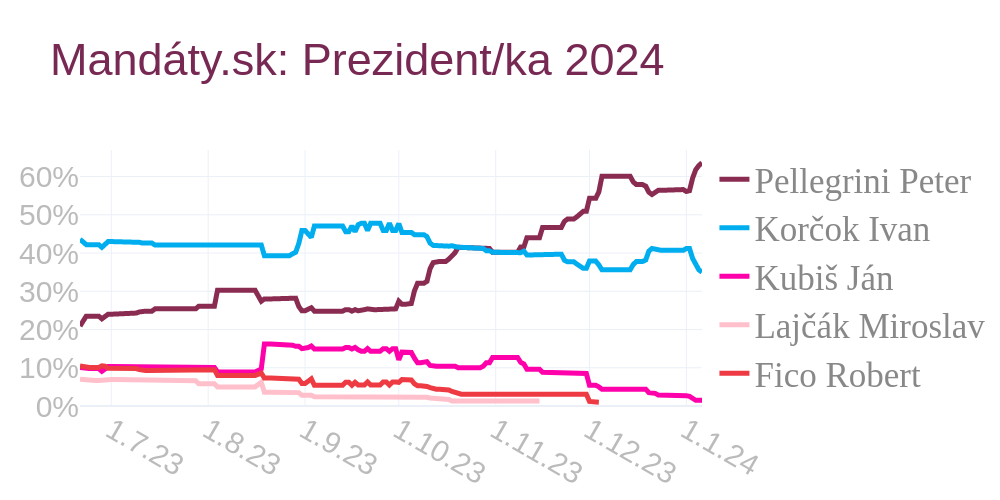 Mandáty.sk: Prezident/ka 2024
60%
50%
40%
30%
20%
10%
0%
1.7.23
1.8.23
1.9.23
1.10.23
1.11.23
1.12.23
1.1.24
Pellegrini Peter
Korčok Ivan
Kubiš Ján
Lajčák Miroslav
Fico Robert